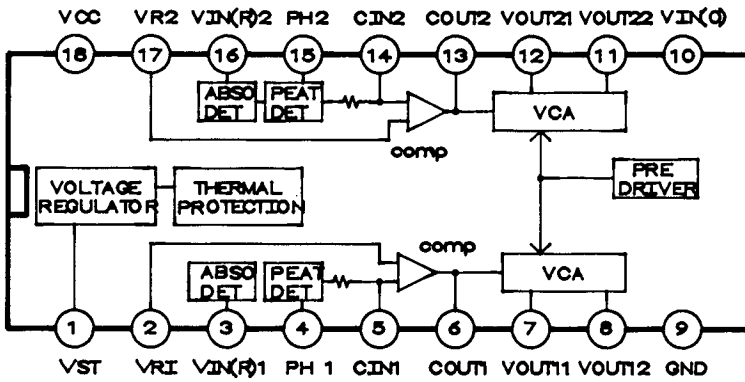 VCC VR2 VIN(R)2 PH2 CIN2 COUT2 VOUT21 VOUT22 VIN(C)
18 17 16 15 14 13 12 11 10
ABSO DET
PEAT DET
comp
VCA
VOLTAGE REGULATOR
THERMAL PROTECTION
PRE DRIVER
comp
ABSO DET
PEAT DET
VCA
1 2 3 4 5 6 7 8 9
VST VRI VIN(R)1 PH 1 CIN1 COUT1 VOUT11 VOUT12 GND